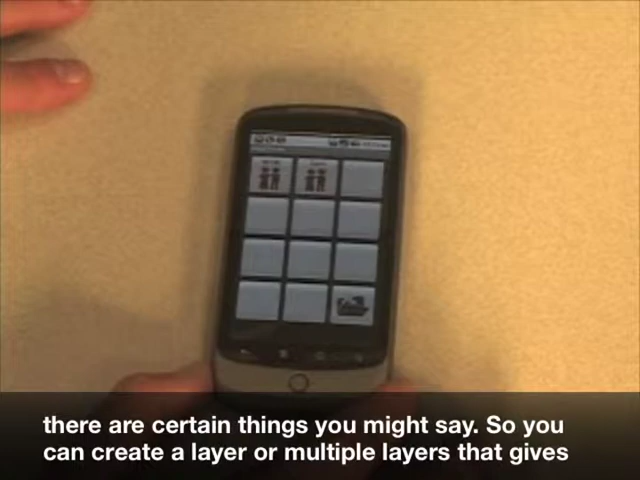 there are certain things you might say. So you
can create a layer or multiple layers that gives